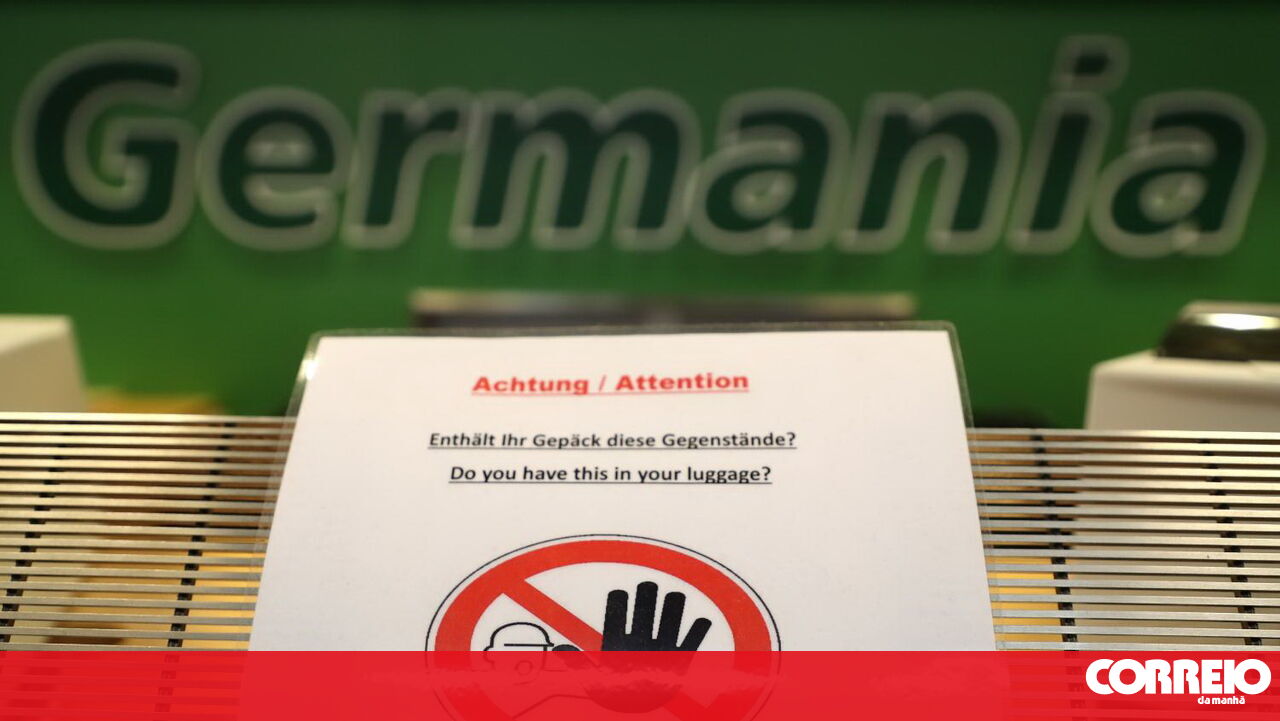 Germania
Achtung / Attention
Enthält Ihr Gepäck diese Gegenstände?
Do you have this in your luggage?
CORREIO
da manhã